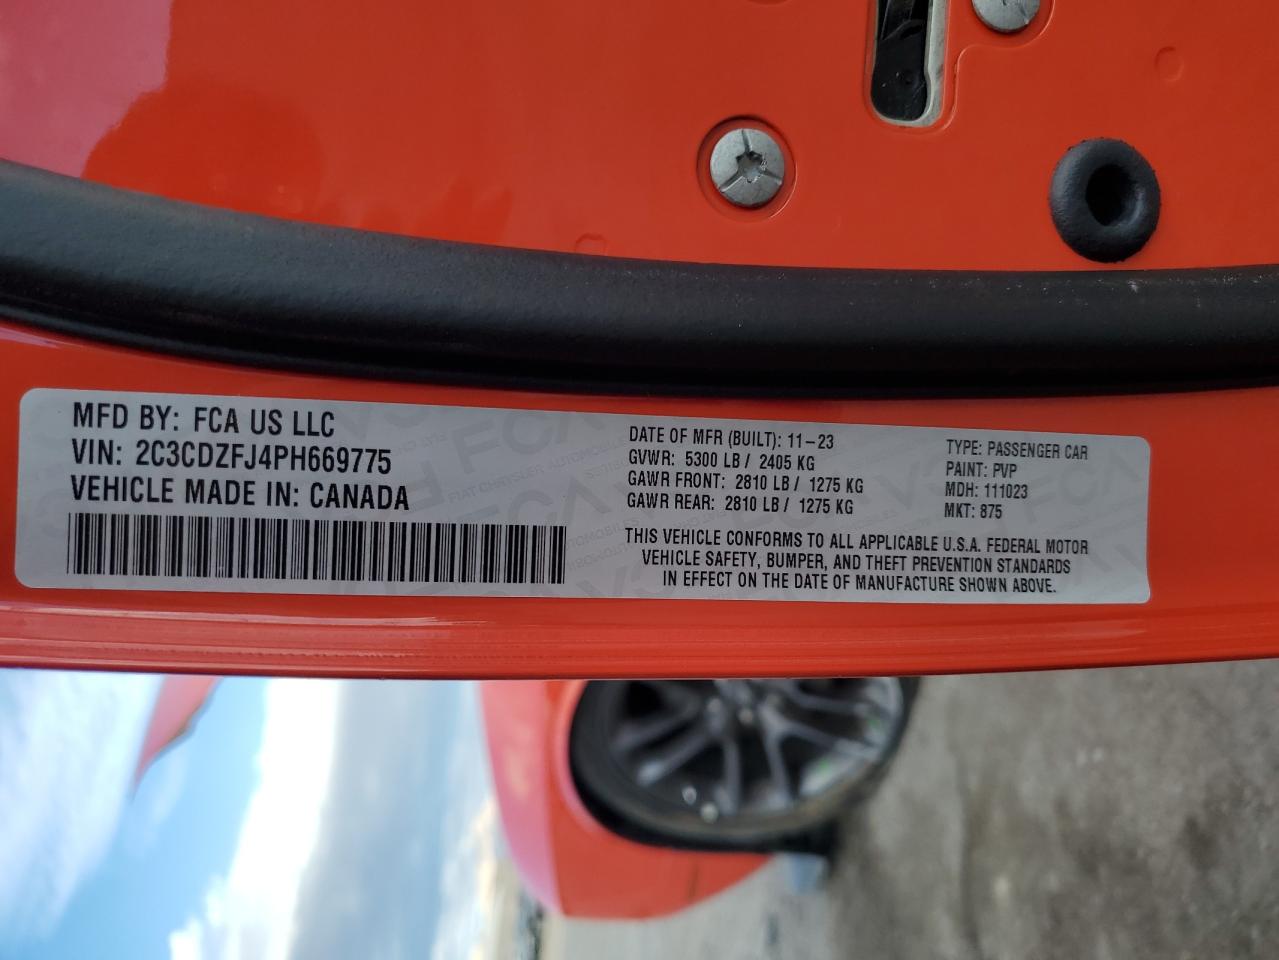 MFD BY: FCA US LLC
VIN: 2C3CDZFJ4PH669775
VEHICLE MADE IN: CANADA
DATE OF MFR (BUILT): 11-23
GVWR: 5300 LB / 2405 KG
GAWR FRONT: 2810 LB / 1275 KG
GAWR REAR: 2810 LB / 1275 KG
TYPE: PASSENGER CAR
PAINT: PVP
MDH: 111023
MKT: 875
THIS VEHICLE CONFORMS TO ALL APPLICABLE U.S.A. FEDERAL MOTOR
VEHICLE SAFETY, BUMPER, AND THEFT PREVENTION STANDARDS
IN EFFECT ON THE DATE OF MANUFACTURE SHOWN ABOVE.